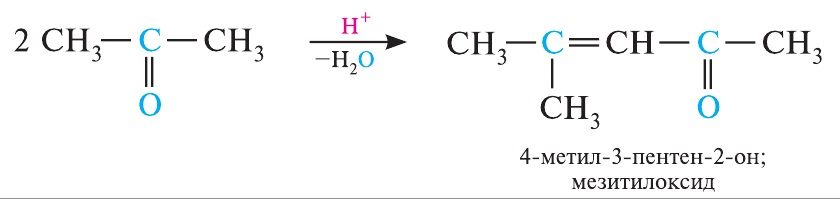 2 CH₃—C—CH₃ H⁺ −H₂O CH₃—C=CH—C—CH₃
O CH₃ O
4-метил-3-пентен-2-он;
мезитилоксид